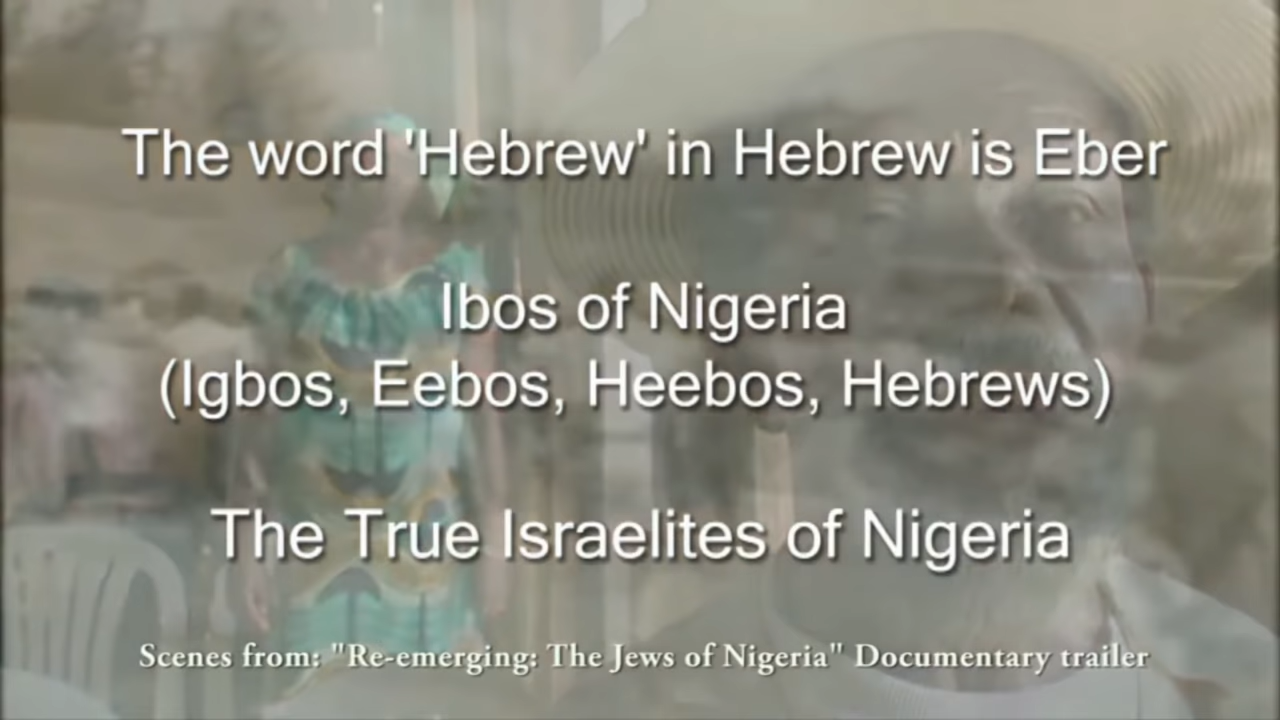 The word 'Hebrew' in Hebrew is Eber
Ibos of Nigeria
(Igbos, Eebos, Heebos, Hebrews)
The True Israelites of Nigeria
Scenes from: "Re-emerging: The Jews of Nigeria" Documentary trailer